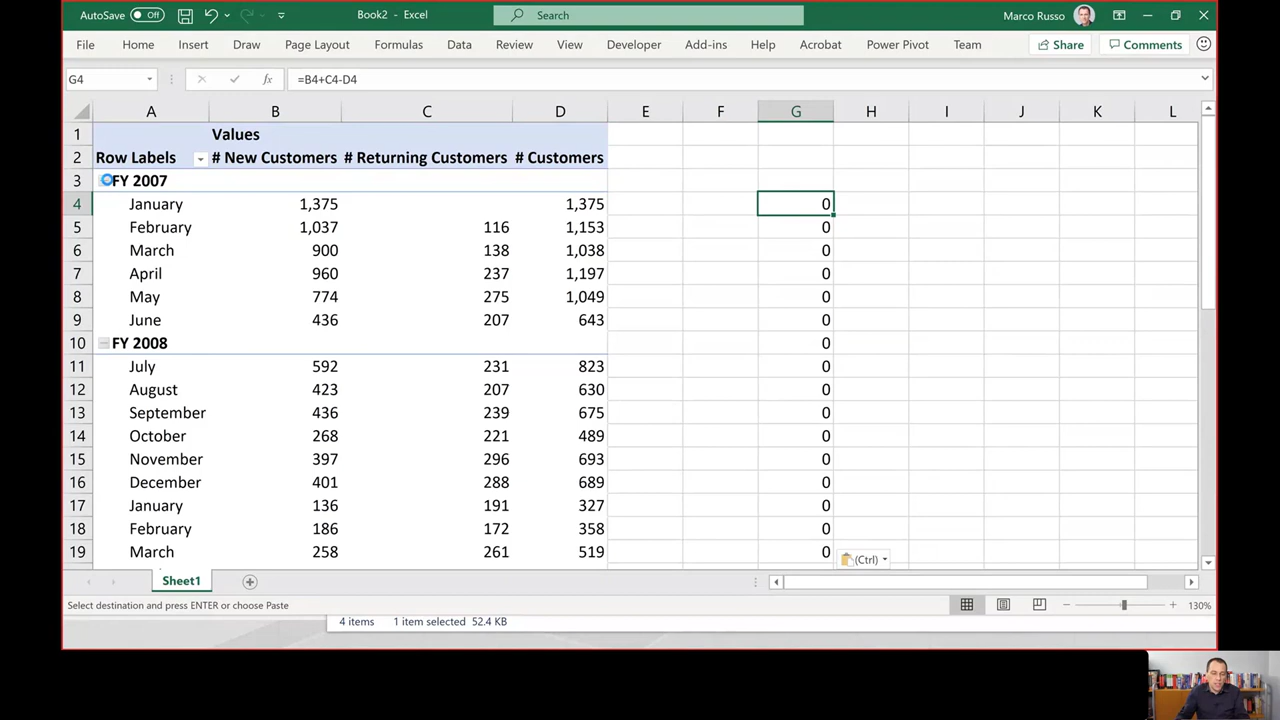 AutoSave Off Book2 - Excel Search Marco Russo
File Home Insert Draw Page Layout Formulas Data Review View Developer Add-ins Help Acrobat Power Pivot Team Share Comments
G4 fx =B4+C4-D4
A B C D E F G H I J K L
1 Values
2 Row Labels # New Customers # Returning Customers # Customers
3 FY 2007
4 January 1,375 1,375 0
5 February 1,037 116 1,153 0
6 March 900 138 1,038 0
7 April 960 237 1,197 0
8 May 774 275 1,049 0
9 June 436 207 643 0
10 FY 2008 0
11 July 592 231 823 0
12 August 423 207 630 0
13 September 436 239 675 0
14 October 268 221 489 0
15 November 397 296 693 0
16 December 401 288 689 0
17 January 136 191 327 0
18 February 186 172 358 0
19 March 258 261 519 0 (Ctrl)
Sheet1
Select destination and press ENTER or choose Paste 130%
4 items 1 item selected 52.4 KB